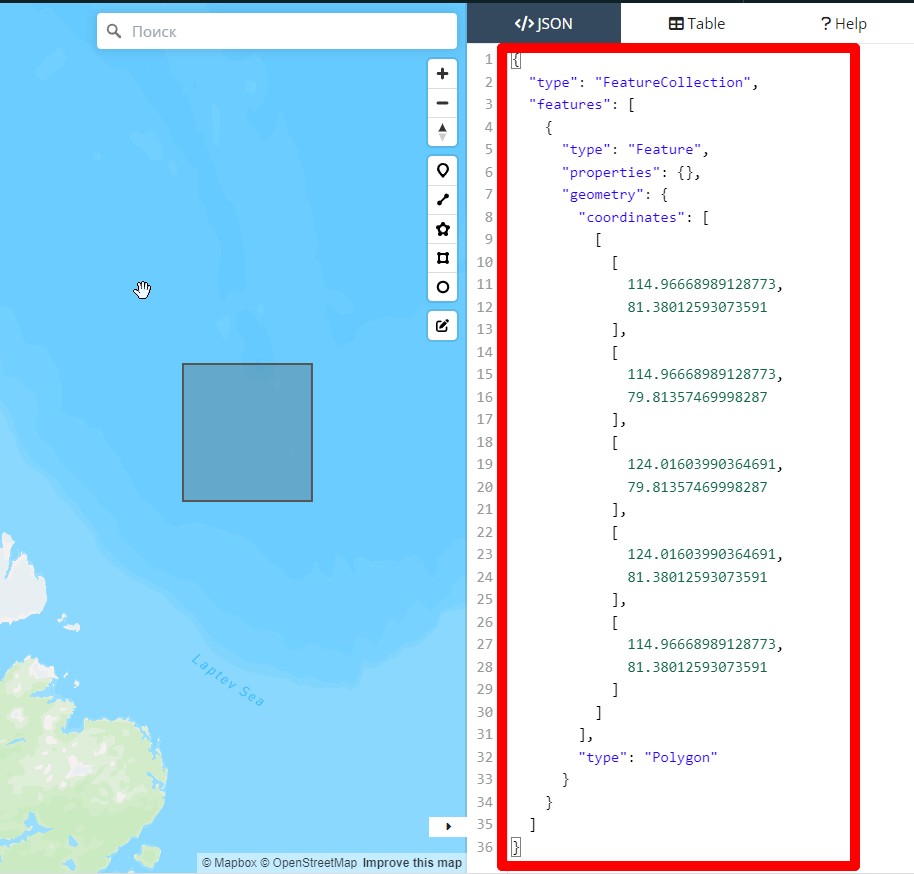 Поиск
</> JSON
Table
? Help
1 {
2 "type": "FeatureCollection",
3 "features": [
4 {
5 "type": "Feature",
6 "properties": {},
7 "geometry": {
8 "coordinates": [
9 [
10 [
11 114.96668989128773,
12 81.38012593073591
13 ],
14 [
15 114.96668989128773,
16 79.81357469998287
17 ],
18 [
19 124.01603990364691,
20 79.81357469998287
21 ],
22 [
23 124.01603990364691,
24 81.38012593073591
25 ],
26 [
27 114.96668989128773,
28 81.38012593073591
29 ]
30 ]
31 ],
32 "type": "Polygon"
33 }
34 }
35 ]
36 }
Laptev Sea
© Mapbox © OpenStreetMap Improve this map